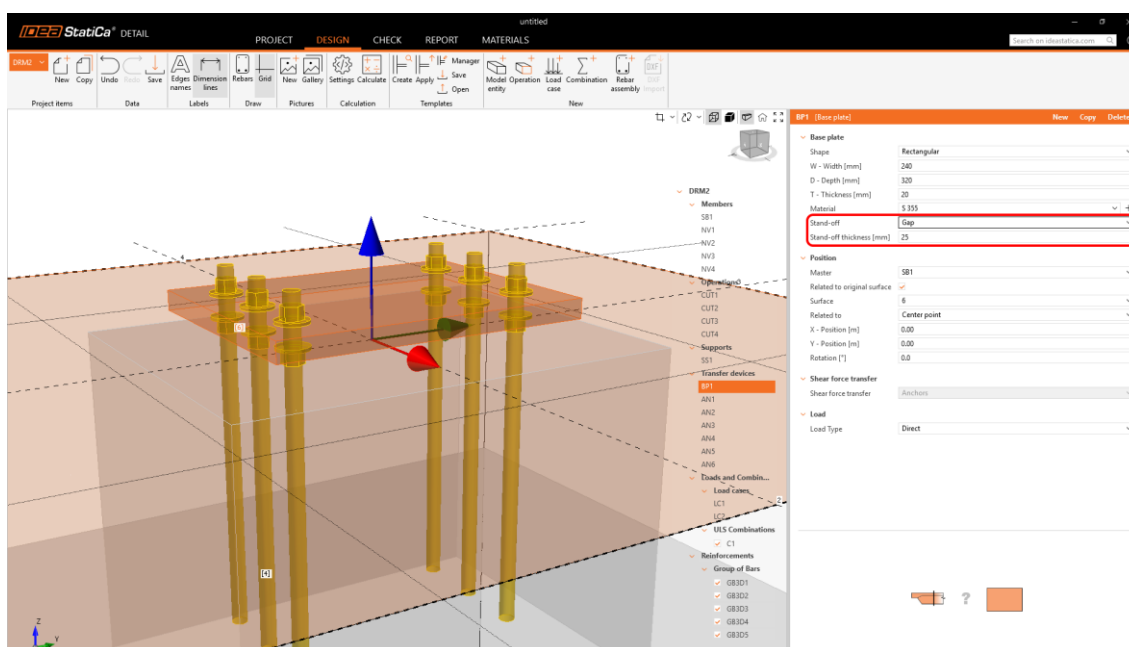 untitled
IDEA StatiCa® DETAIL
PROJECT DESIGN CHECK REPORT MATERIALS
Search on ideastatica.com
DRM2
New Copy
Undo Redo Save
Edges names
Dimension lines
Rebars Grid
New Gallery
Settings Calculate
Create Apply
Manager
Save
Open
Model entity
Operation
Load case
Combination
Rebar assembly
DXF Import
Project items Data Labels Draw Pictures Calculation Templates New
DRM2
Members
SB1
NV1
NV2
NV3
NV4
Operations
CUT1
CUT2
CUT3
CUT4
Supports
SS1
Transfer devices
BP1
AN1
AN2
AN3
AN4
AN5
AN6
Loads and Combin...
Load cases
LC1
LC2
ULS Combinations
C1
Reinforcements
Group of Bars
GB3D1
GB3D2
GB3D3
GB3D4
GB3D5
4
[6]
[4]
2
Z
Y
BP1 [Base plate] New Copy Delete
Base plate
Shape Rectangular
W - Width [mm] 240
D - Depth [mm] 320
T - Thickness [mm] 20
Material S 355
Stand-off Gap
Stand-off thickness [mm] 25
Position
Master SB1
Related to original surface
Surface 6
Related to Center point
X - Position [m] 0.00
Y - Position [m] 0.00
Rotation [°] 0.0
Shear force transfer
Shear force transfer Anchors
Load
Load Type Direct
?